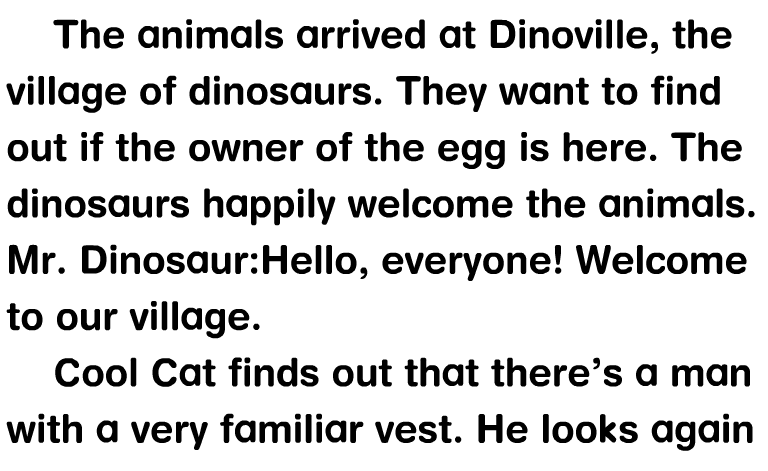 The animals arrived at Dinoville, the
village of dinosaurs. They want to find
out if the owner of the egg is here. The
dinosaurs happily welcome the animals.
Mr. Dinosaur:Hello, everyone! Welcome
to our village.
Cool Cat finds out that there’s a man
with a very familiar vest. He looks again